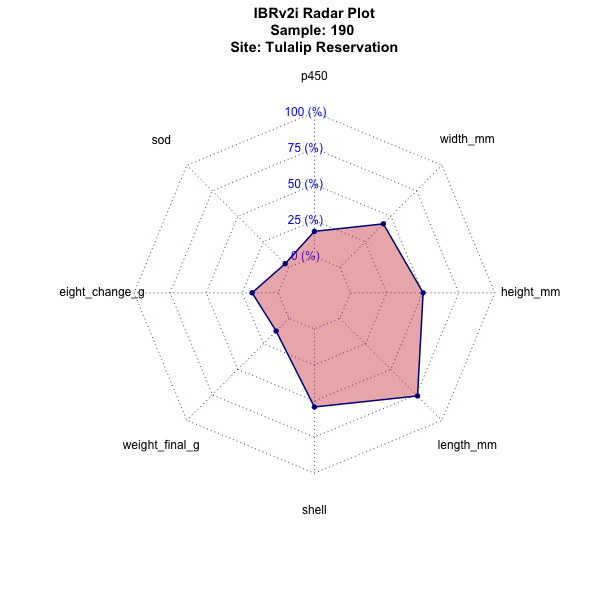 IBRv2i Radar Plot
Sample: 190
Site: Tulalip Reservation
p450
100 (%)
sod
width_mm
75 (%)
50 (%)
25 (%)
0 (%)
eight_change_g
height_mm
weight_final_g
length_mm
shell